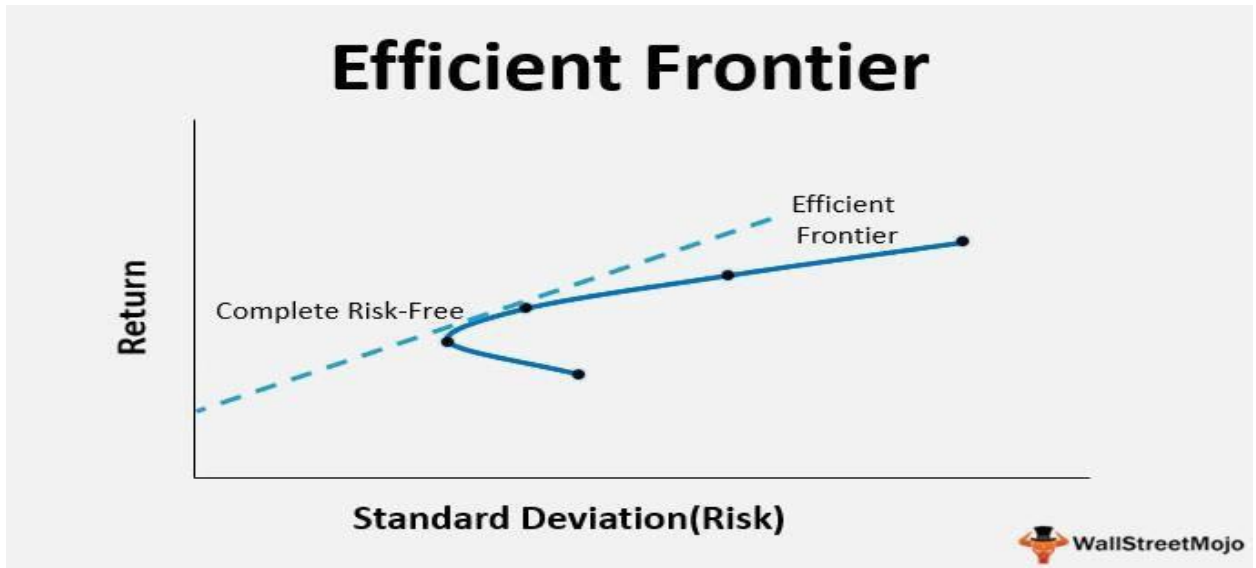 Efficient Frontier
Efficient
Frontier
Complete Risk-Free
Return
Standard Deviation(Risk)
WallStreetMojo